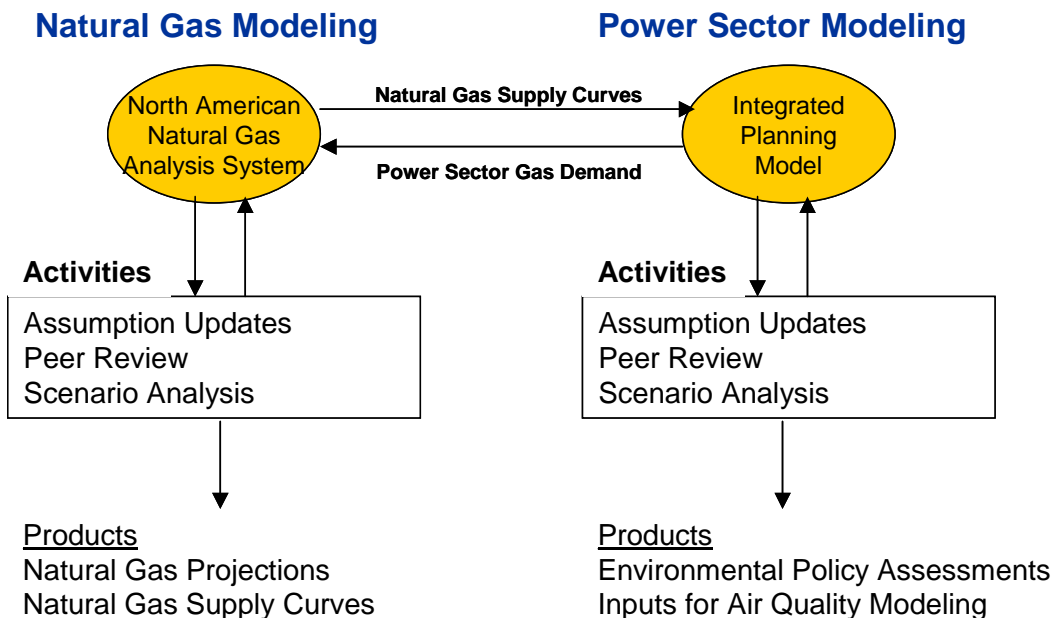 Natural Gas Modeling
Power Sector Modeling
North American
Natural Gas
Analysis System
Natural Gas Supply Curves
Power Sector Gas Demand
Integrated
Planning
Model
Activities
Assumption Updates
Peer Review
Scenario Analysis
Activities
Assumption Updates
Peer Review
Scenario Analysis
Products
Natural Gas Projections
Natural Gas Supply Curves
Products
Environmental Policy Assessments
Inputs for Air Quality Modeling